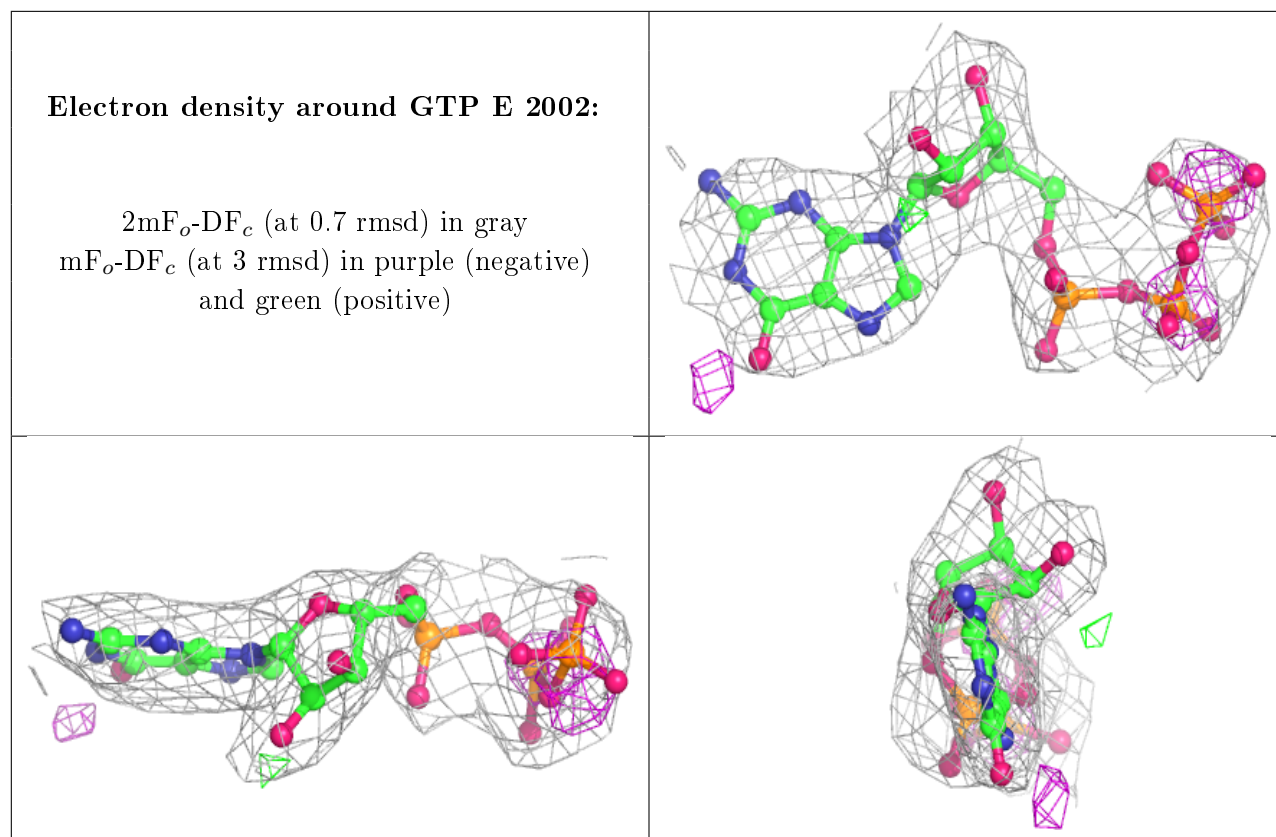 Electron density around GTP E 2002:
2mFₒ-DF𝒸 (at 0.7 rmsd) in gray
mFₒ-DF𝒸 (at 3 rmsd) in purple (negative)
and green (positive)